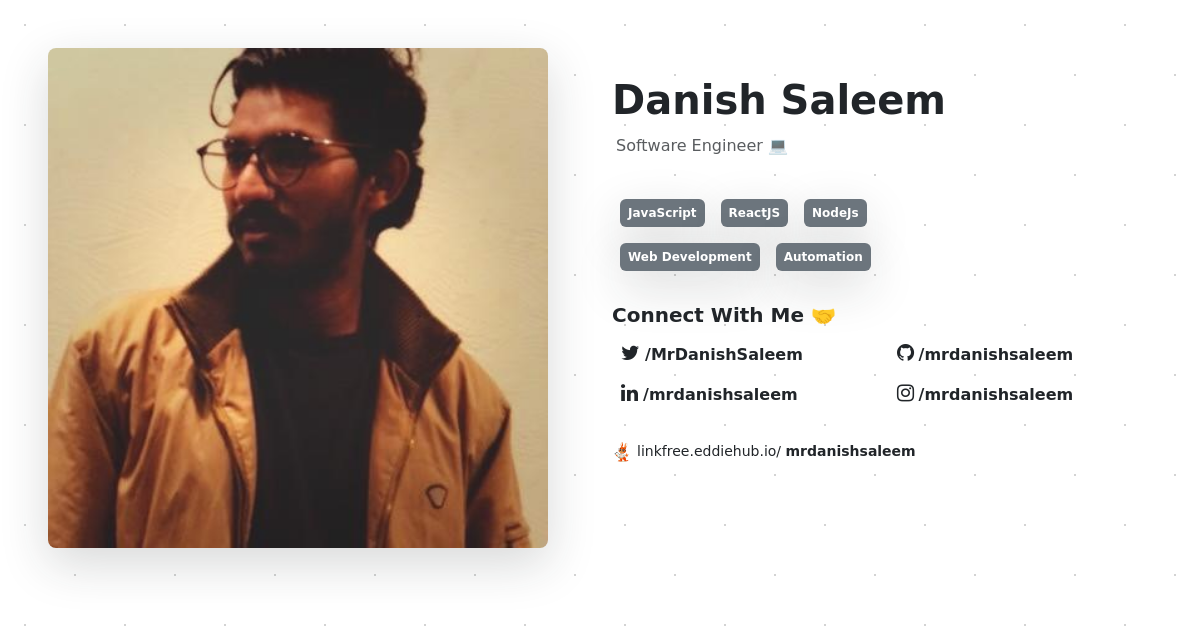 Danish Saleem
Software Engineer 💻
JavaScript ReactJS NodeJs
Web Development Automation
Connect With Me 🤝
/MrDanishSaleem /mrdanishsaleem
/mrdanishsaleem /mrdanishsaleem
linkfree.eddiehub.io/ mrdanishsaleem